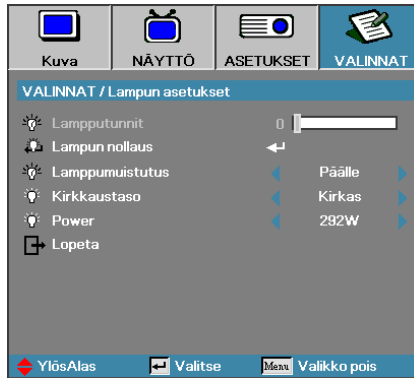 Kuva NÄYTTÖ ASETUKSET VALINNAT
VALINNAT / Lampun asetukset
Lampputunnit 0
Lampun nollaus
Lamppumuistutus Päälle
Kirkkaustaso Kirkas
Power 292W
Lopeta
YlösAlas Valitse Menu Valikko pois